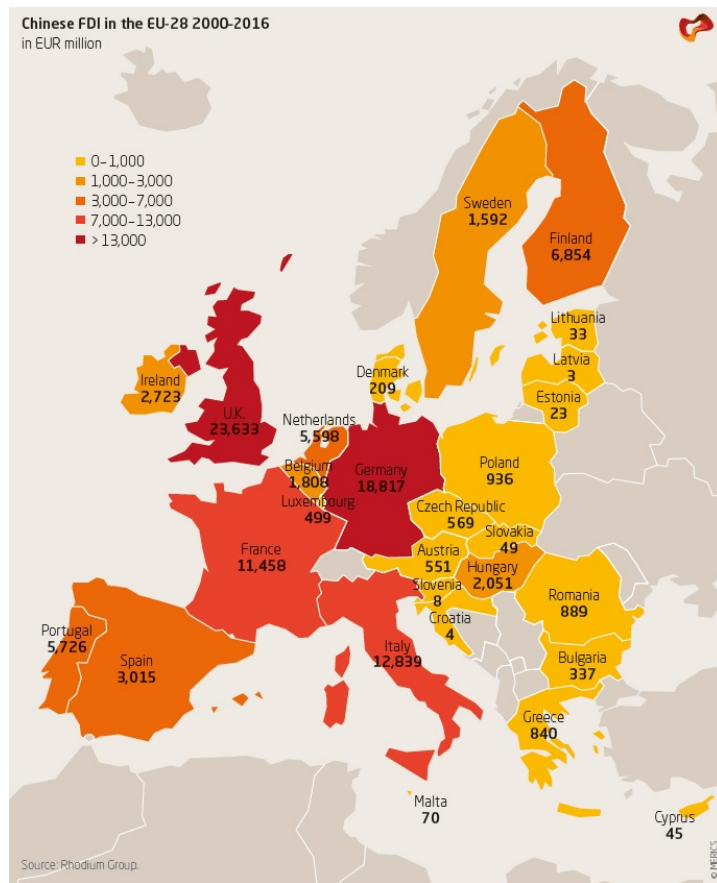 Chinese FDI in the EU-28 2000-2016
in EUR million
0–1,000
1,000–3,000
3,000–7,000
7,000–13,000
> 13,000
Sweden
1,592
Finland
6,854
Lithuania
33
Latvia
3
Estonia
23
Denmark
209
Ireland
2,723
U.K.
23,633
Netherlands
5,598
Belgium
1,808
Luxembourg
499
Germany
18,817
Poland
936
Czech Republic
569
Slovakia
49
Austria
551
Hungary
2,051
Slovenia
8
Croatia
4
Romania
889
Bulgaria
337
France
11,458
Portugal
5,726
Spain
3,015
Italy
12,839
Greece
840
Malta
70
Cyprus
45
Source: Rhodium Group.
© MERICS